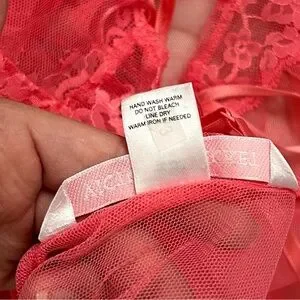 HAND WASH WARM
DO NOT BLEACH
LINE DRY
WARM IRON IF NEEDED